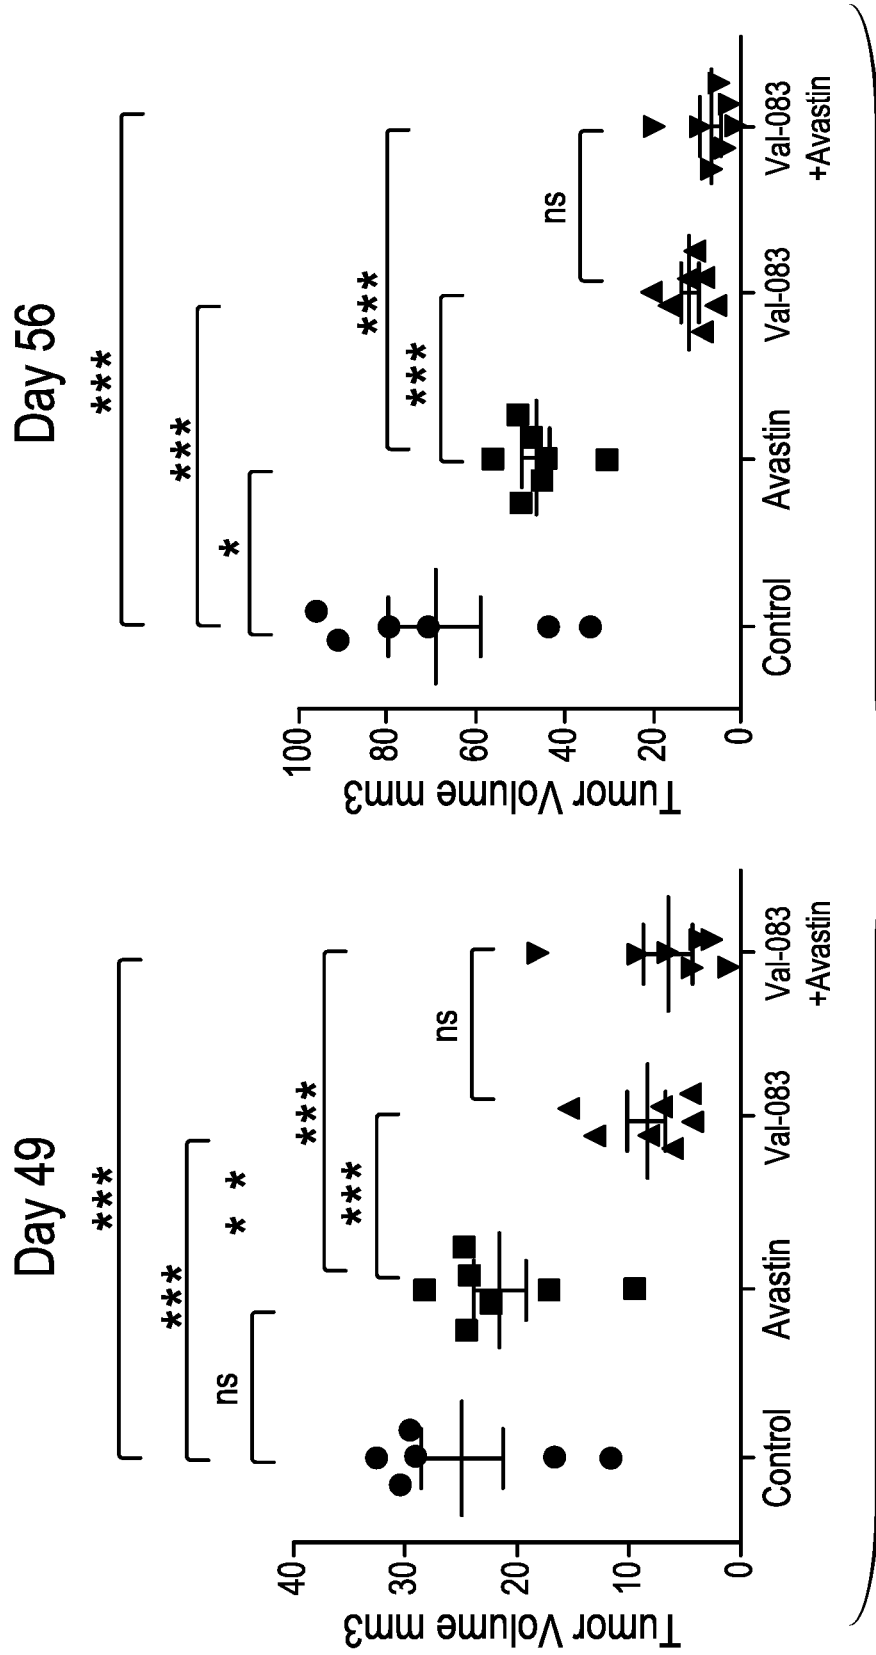 Day 49
***
***
* *
ns
***
***
ns
Tumor Volume mm3
40
30
20
10
0
Control
Avastin
Val-083
Val-083
+Avastin
Day 56
***
***
*
***
***
ns
Tumor Volume mm3
100
80
60
40
20
0
Control
Avastin
Val-083
Val-083
+Avastin